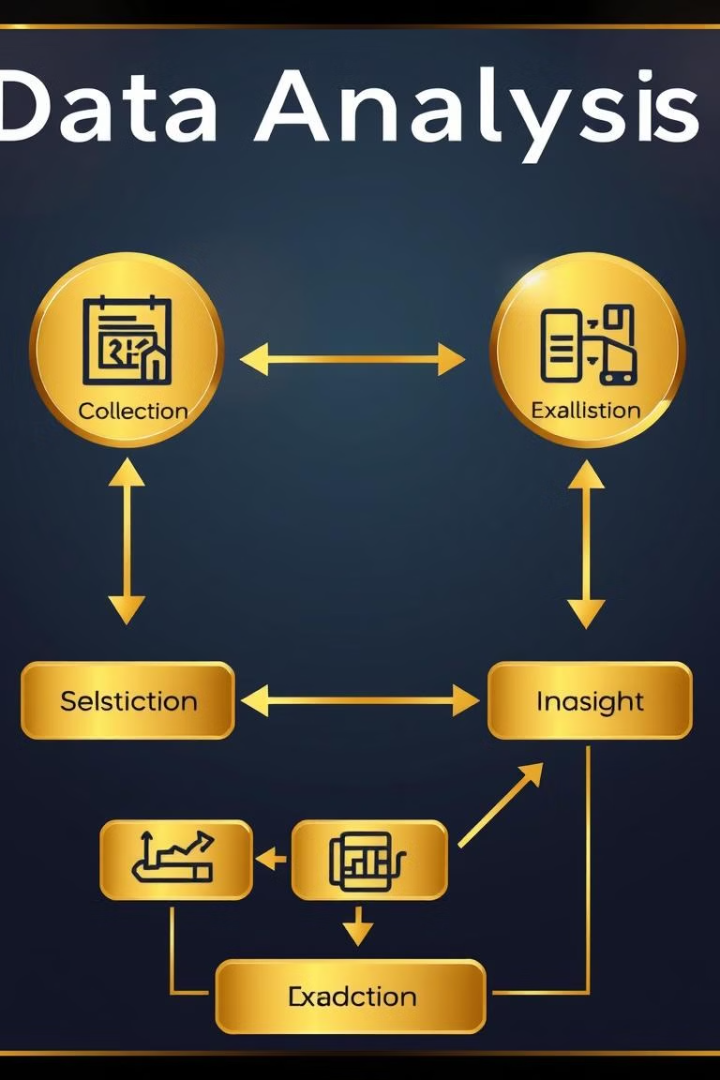 Data Analysis
Collection
Exallistion
Selstiction
Inasight
Exadction